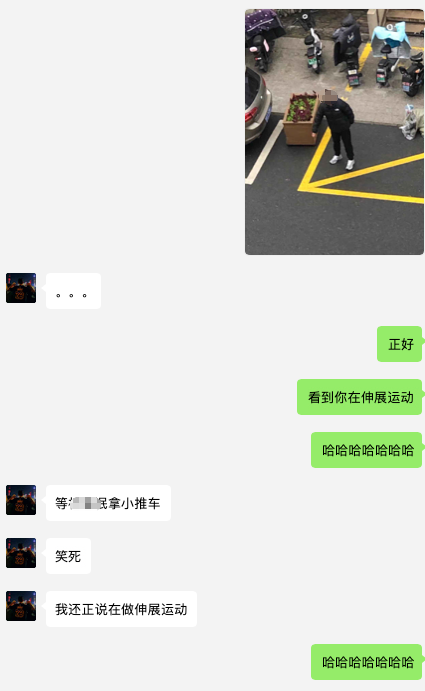 。。。
正好
看到你在伸展运动
哈哈哈哈哈哈哈
等 拿小推车
笑死
我还正说在做伸展运动
哈哈哈哈哈哈哈